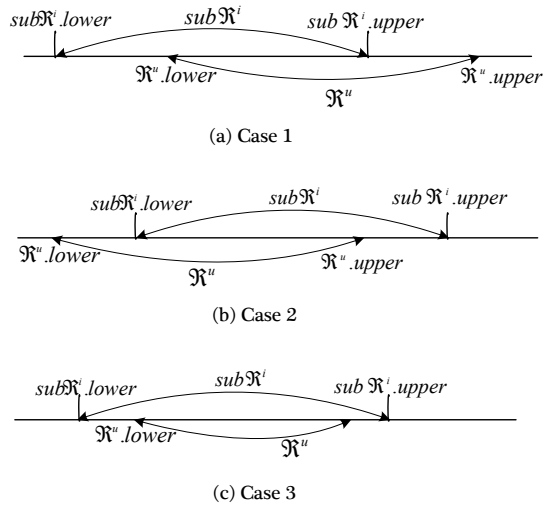 subℜⁱ.lower subℜⁱ sub ℜⁱ.upper
ℜᵘ.lower ℜᵘ.upper
ℜᵘ
(a) Case 1
subℜⁱ.lower subℜⁱ sub ℜⁱ.upper
ℜᵘ.lower ℜᵘ ℜᵘ.upper
(b) Case 2
subℜⁱ.lower subℜⁱ sub ℜⁱ.upper
ℜᵘ.lower ℜᵘ
(c) Case 3